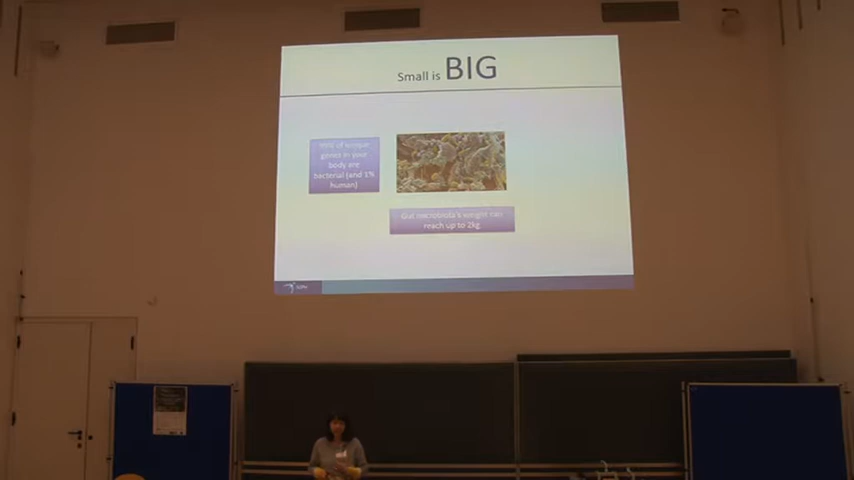 Small is BIG
99% of unique
genes in your
body are
bacterial (and 1%
human)
Gut microbiota's weight can
reach up to 2kg